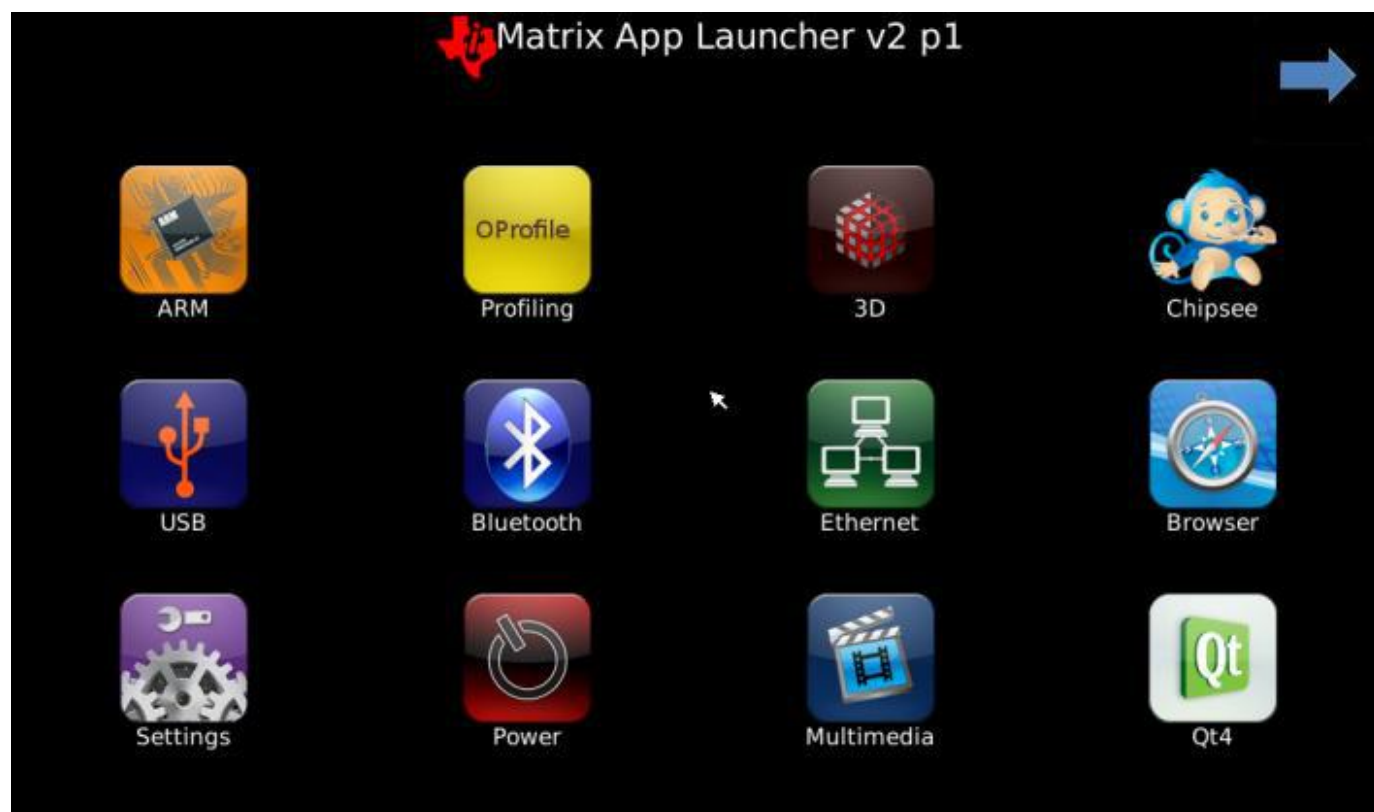 Matrix App Launcher v2 p1
OProfile
ARM
ARM
Profiling
3D
Chipsee
USB
Bluetooth
Ethernet
Browser
Settings
Power
Multimedia
Qt
Qt4